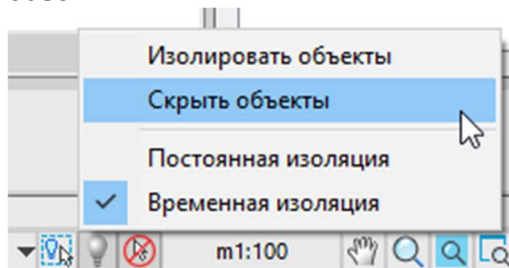 Изолировать объекты
Скрыть объекты
Постоянная изоляция
Временная изоляция
m1:100